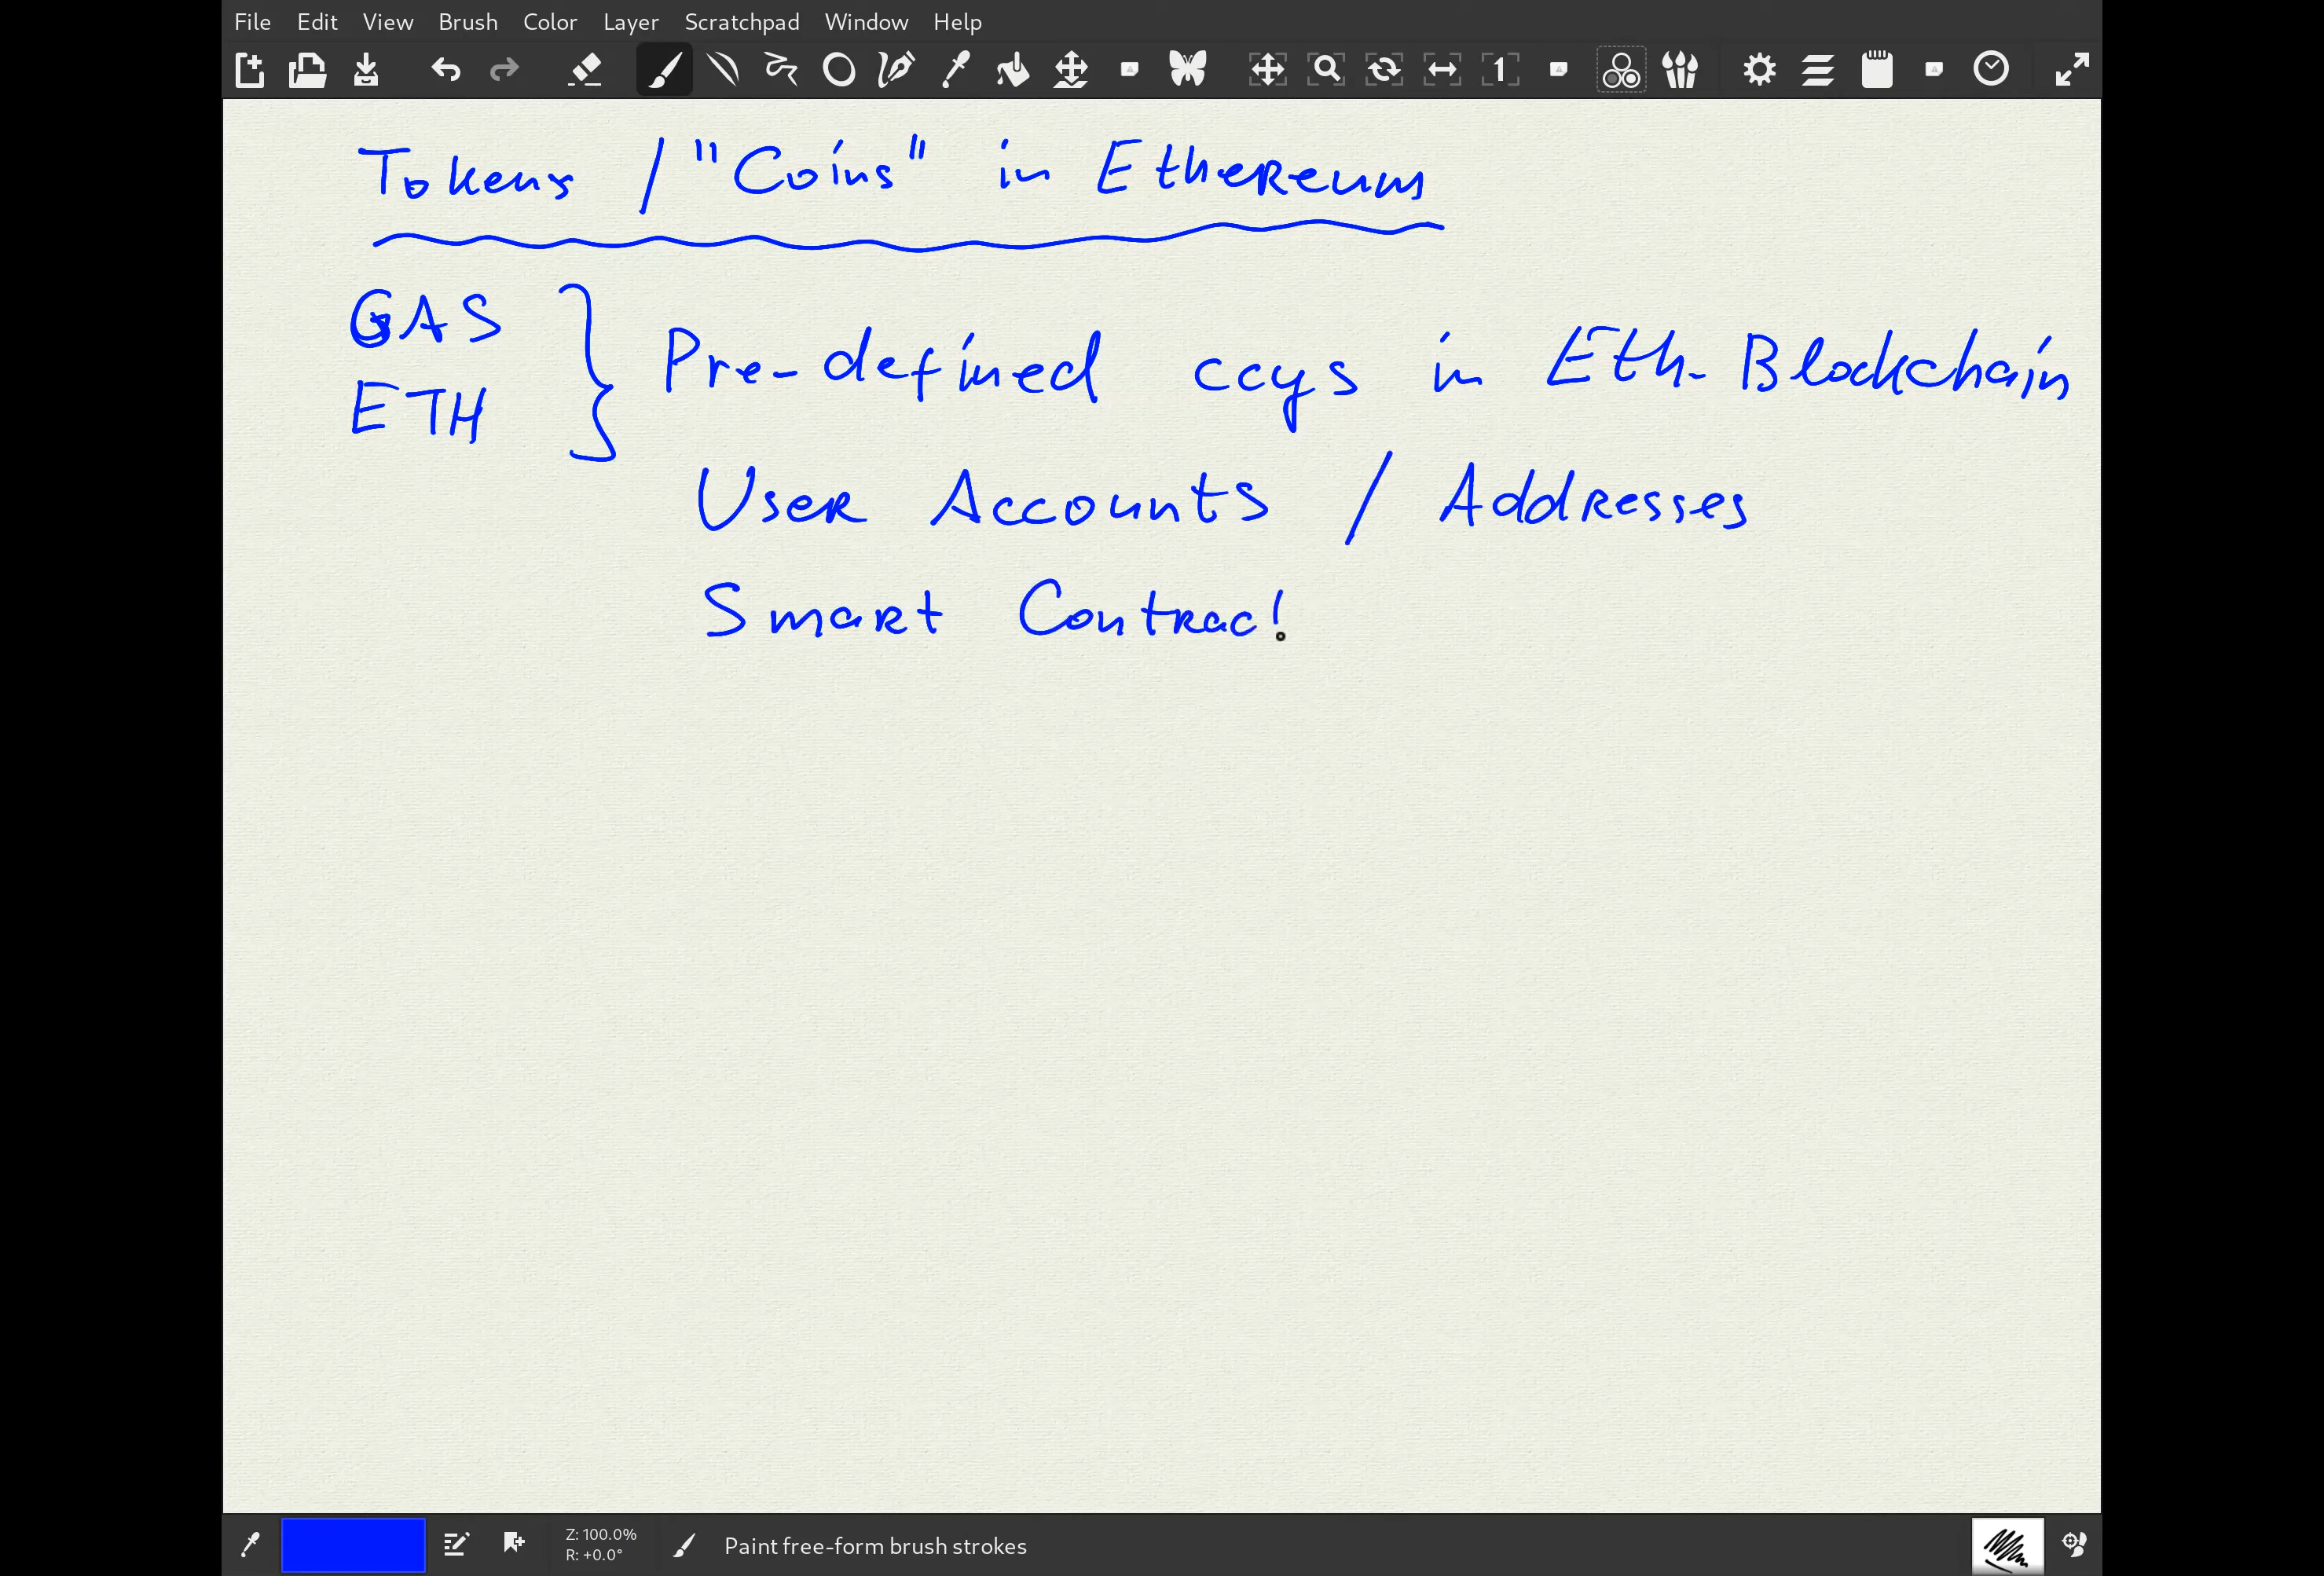 File Edit View Brush Color Layer Scratchpad Window Help
Tokens / "Coins" in Ethereum
GAS
ETH
Pre-defined ccys in Eth-Blockchain
User Accounts / Addresses
Smart Contrac
Z: 100.0%
R: +0.0°
Paint free-form brush strokes